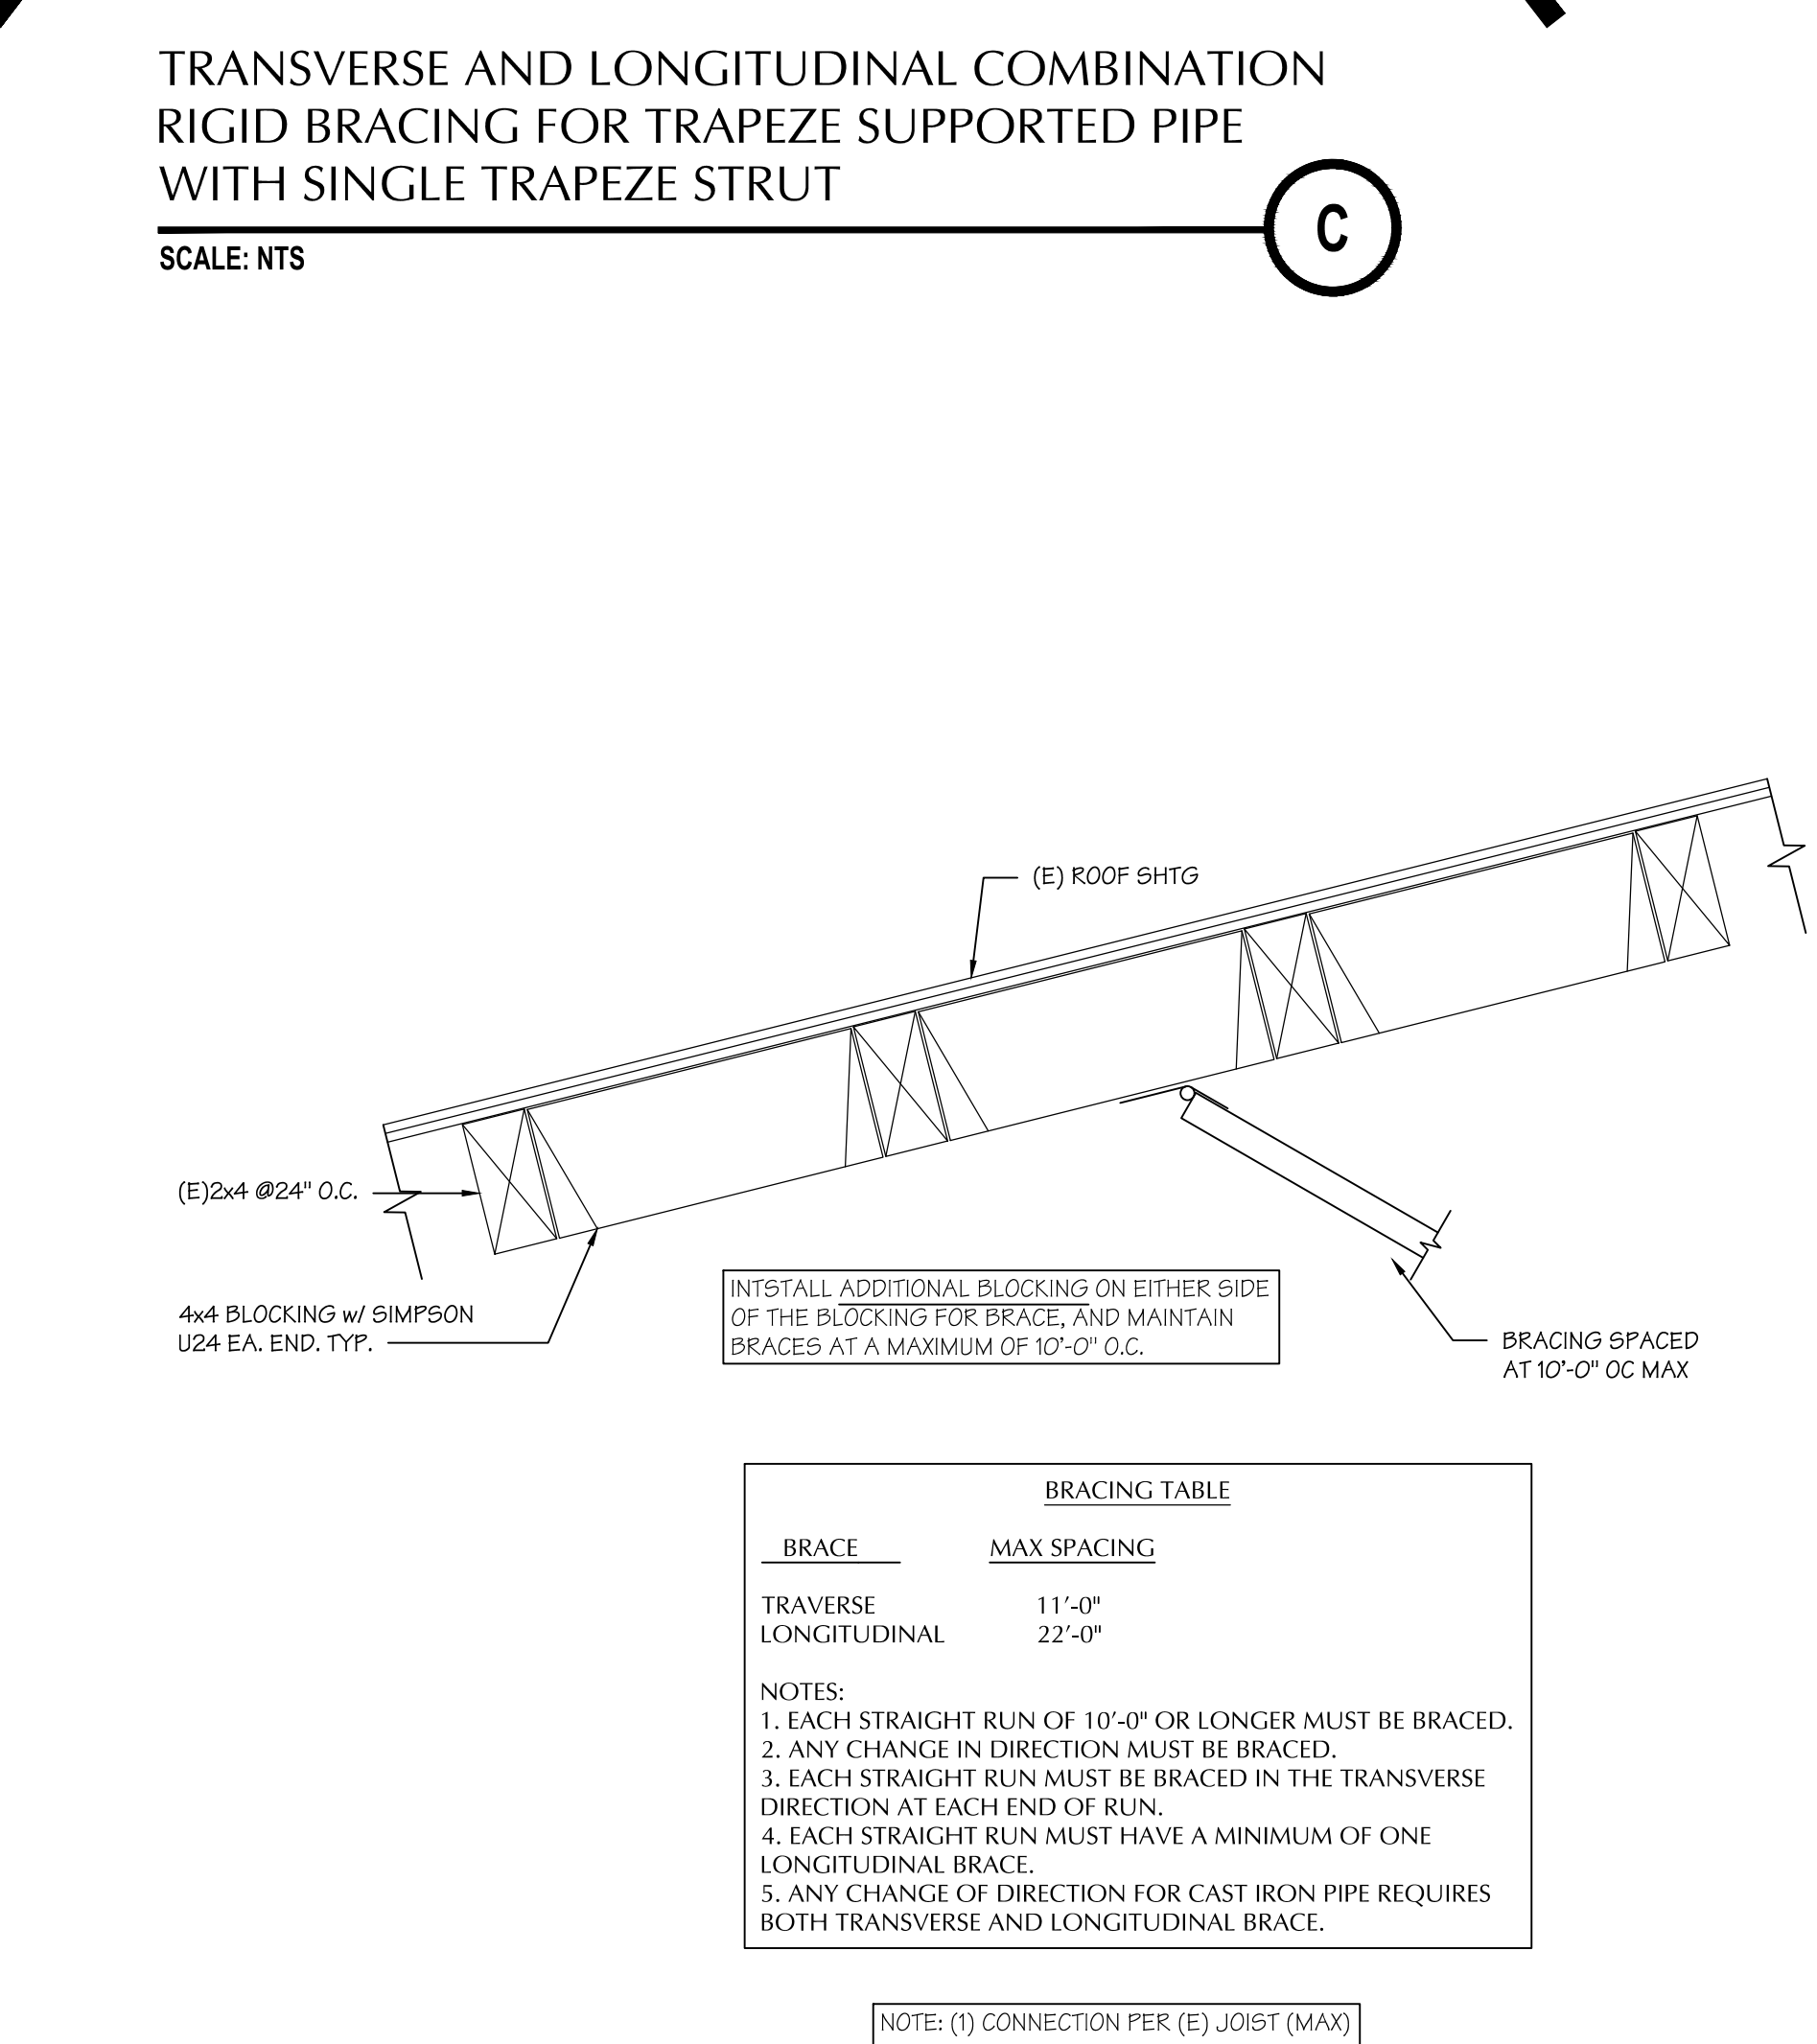 TRANSVERSE AND LONGITUDINAL COMBINATION
RIGID BRACING FOR TRAPEZE SUPPORTED PIPE
WITH SINGLE TRAPEZE STRUT
C
SCALE: NTS
(E) ROOF SHTG
(E)2x4 @24" O.C.
4x4 BLOCKING w/ SIMPSON
U24 EA. END. TYP.
INTSTALL ADDITIONAL BLOCKING ON EITHER SIDE
OF THE BLOCKING FOR BRACE, AND MAINTAIN
BRACES AT A MAXIMUM OF 10'-0" O.C.
BRACING SPACED
AT 10'-0" OC MAX
BRACING TABLE
BRACE MAX SPACING
TRAVERSE 11'-0"
LONGITUDINAL 22'-0"
NOTES:
1. EACH STRAIGHT RUN OF 10'-0" OR LONGER MUST BE BRACED.
2. ANY CHANGE IN DIRECTION MUST BE BRACED.
3. EACH STRAIGHT RUN MUST BE BRACED IN THE TRANSVERSE
DIRECTION AT EACH END OF RUN.
4. EACH STRAIGHT RUN MUST HAVE A MINIMUM OF ONE
LONGITUDINAL BRACE.
5. ANY CHANGE OF DIRECTION FOR CAST IRON PIPE REQUIRES
BOTH TRANSVERSE AND LONGITUDINAL BRACE.
NOTE: (1) CONNECTION PER (E) JOIST (MAX)